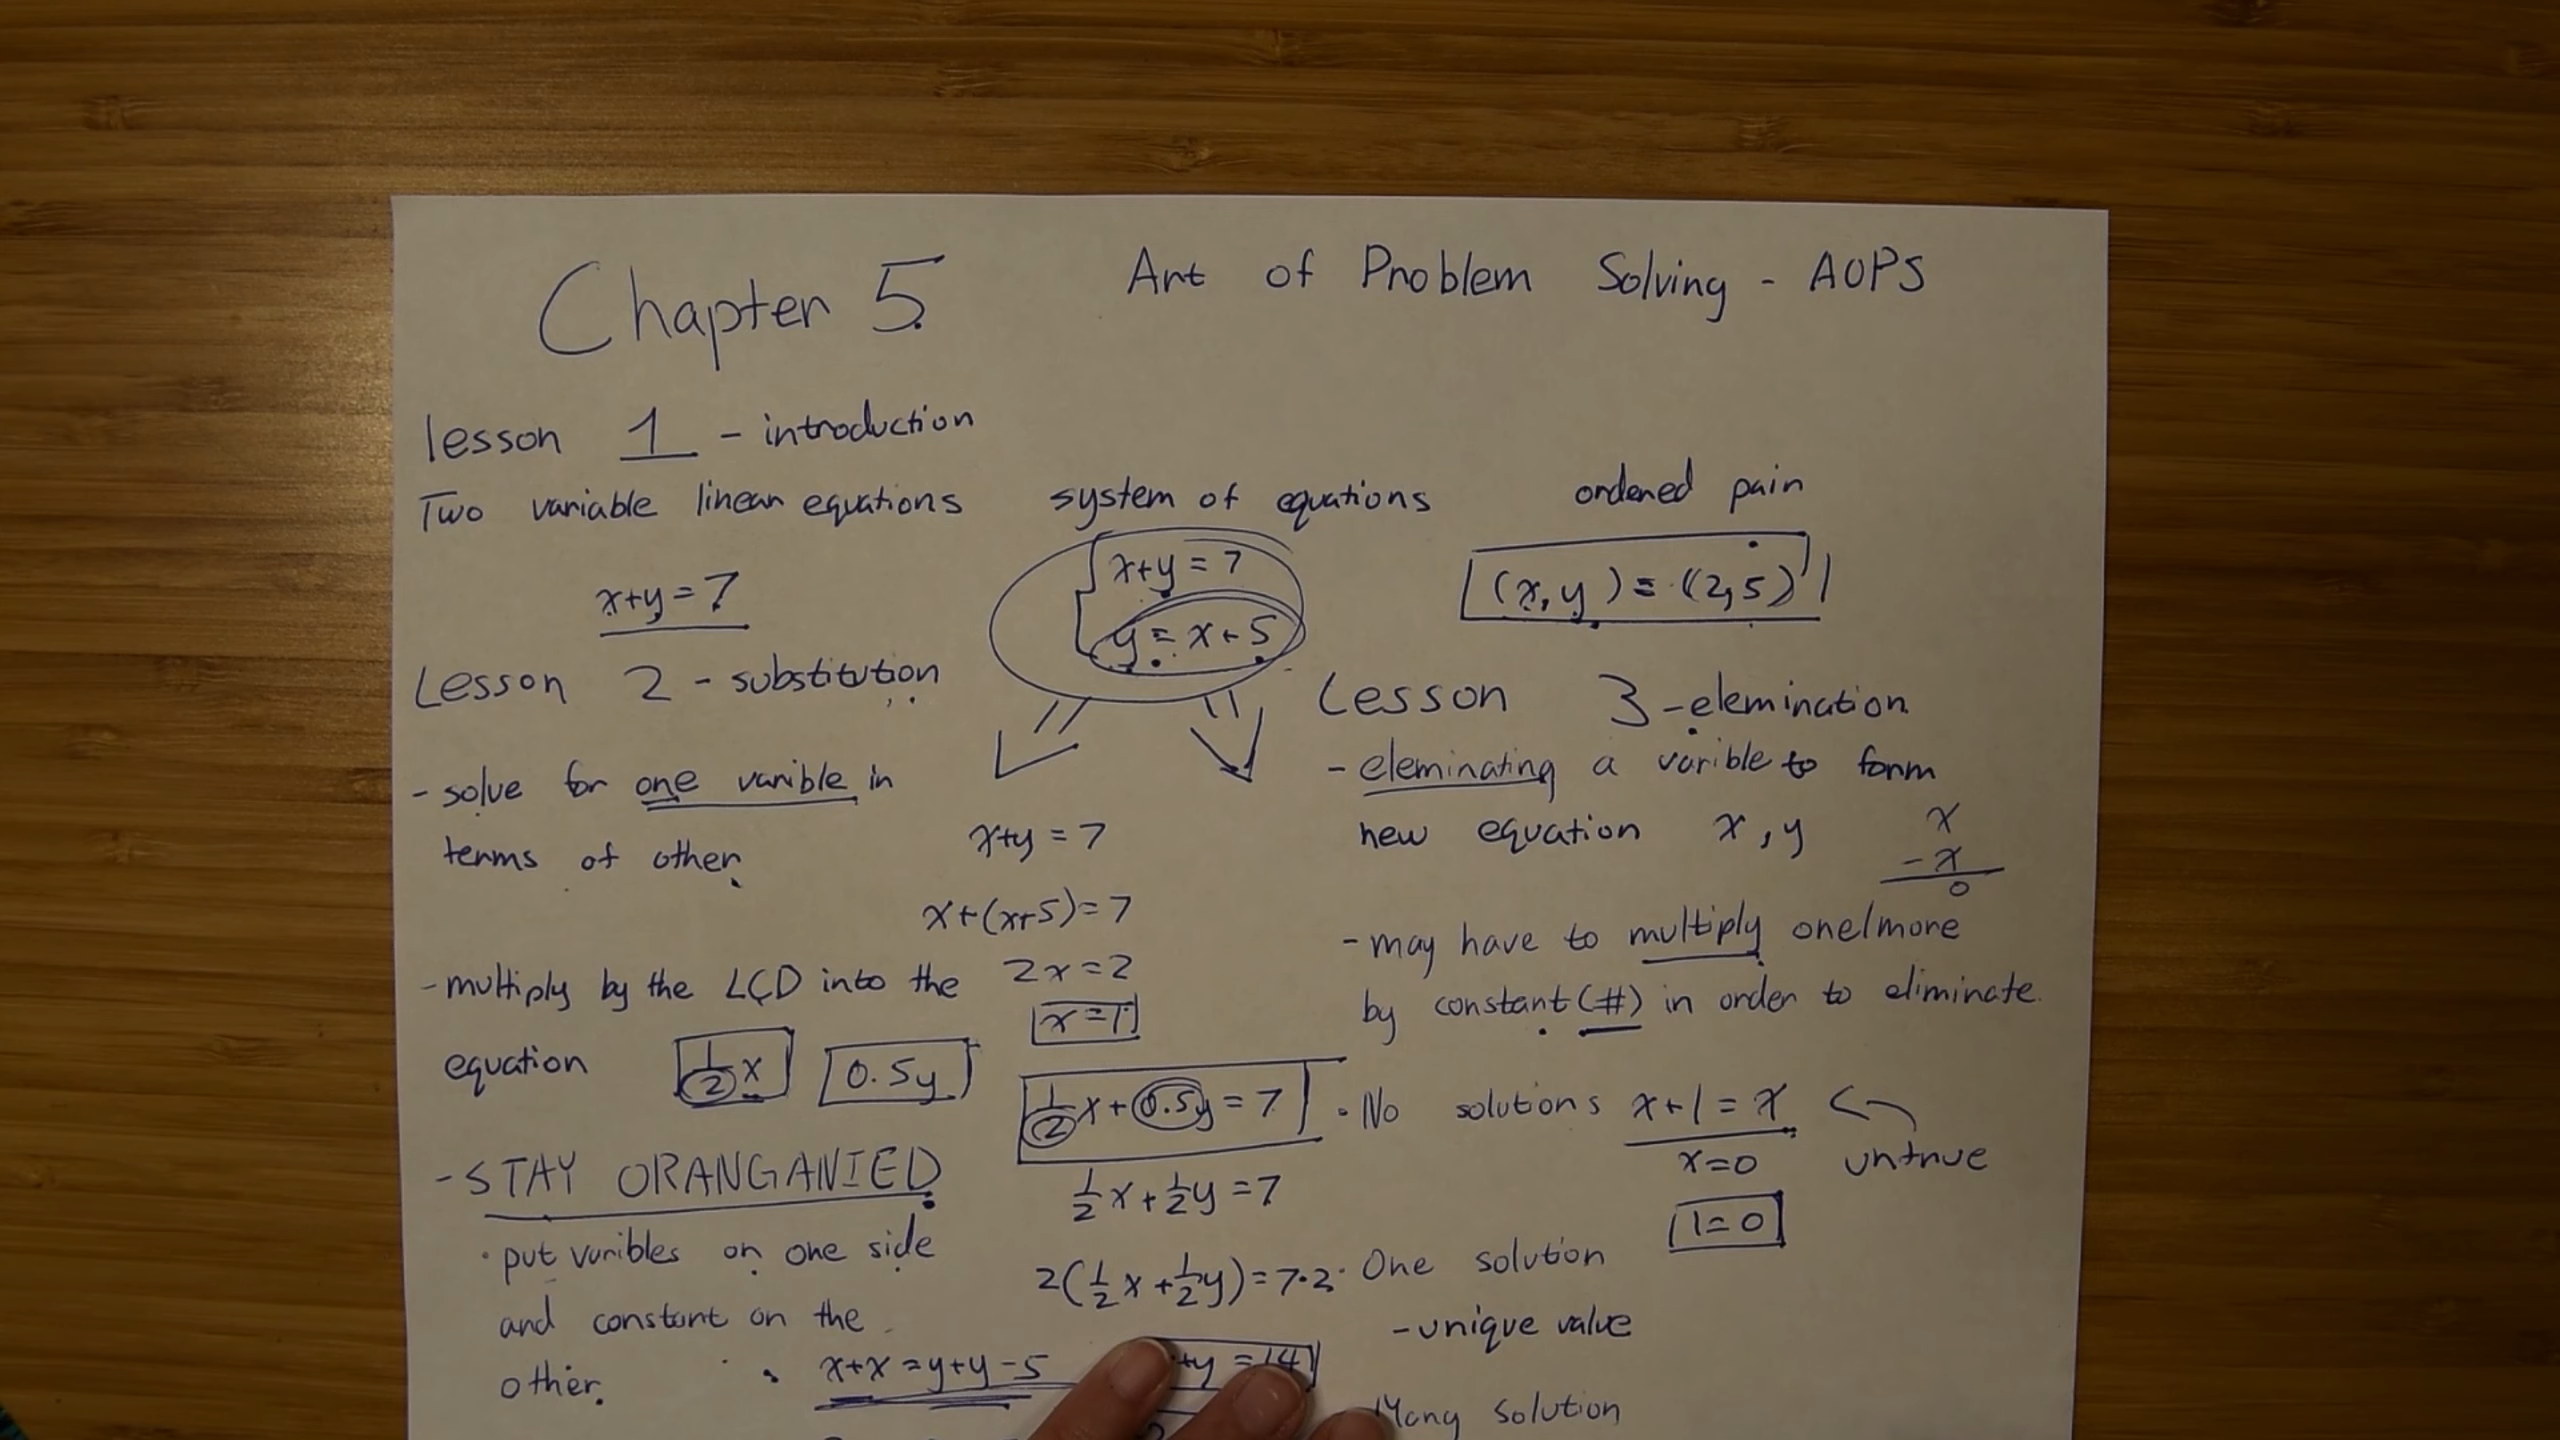 Chapter 5
Art of Problem Solving - AOPS
lesson 1 - introduction
Two variable linear equations
x+y=7
system of equations
x+y=7
y=x+5
ordered pair
(x,y)=(2,5)
Lesson 2 - substitution
- solve for one varible in
terms of other.
x+y=7
x+(x+5)=7
2x=2
x=1
- multiply by the LCD into the
equation
1/2x
0.5y
1/2x+0.5y=7
1/2x+1/2y=7
2(1/2x+1/2y)=7·2
+y=14
- STAY ORANGANIED
· put varibles on one side
and constant on the
other.
x+x=y+y-5
Lesson 3 - elemination
- eleminating a varible to form
new equation x,y
x
-x
0
- may have to multiply one/more
by constant (#) in order to eliminate.
· No solutions x+1=x
untrue
x=0
1=0
· One solution
- unique value
Many solution